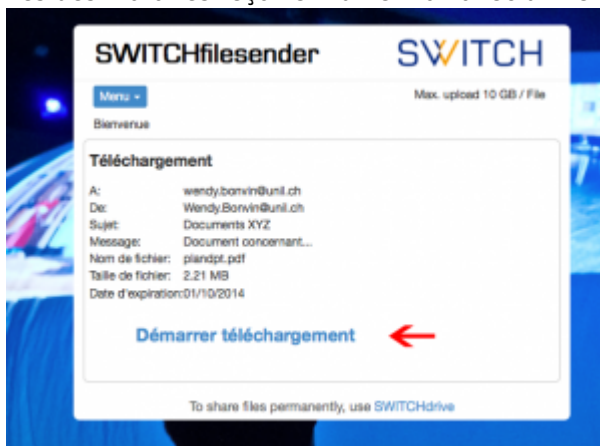 SWITCHfilesender
SWITCH
Menu
Max. upload 10 GB / File
Bienvenue
Téléchargement
A: wendy.bonvin@unil.ch
De: Wendy.Bonvin@unil.ch
Sujet: Documents XYZ
Message: Document concernant...
Nom de fichier: plandpt.pdf
Taille de fichier: 2.21 MB
Date d'expiration:01/10/2014
Démarrer téléchargement
To share files permanently, use SWITCHdrive